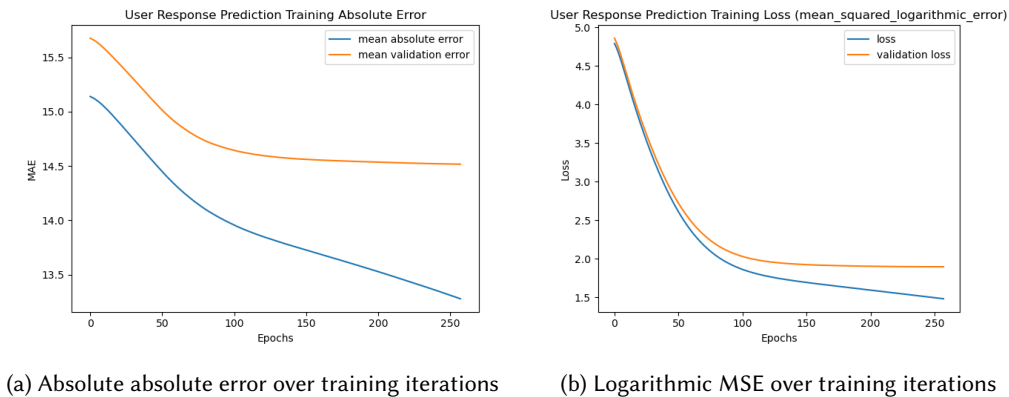 User Response Prediction Training Absolute Error
mean absolute error
mean validation error
15.5
15.0
14.5
14.0
13.5
MAE
0 50 100 150 200 250
Epochs
(a) Absolute absolute error over training iterations
User Response Prediction Training Loss (mean_squared_logarithmic_error)
loss
validation loss
5.0
4.5
4.0
3.5
3.0
2.5
2.0
1.5
Loss
0 50 100 150 200 250
Epochs
(b) Logarithmic MSE over training iterations